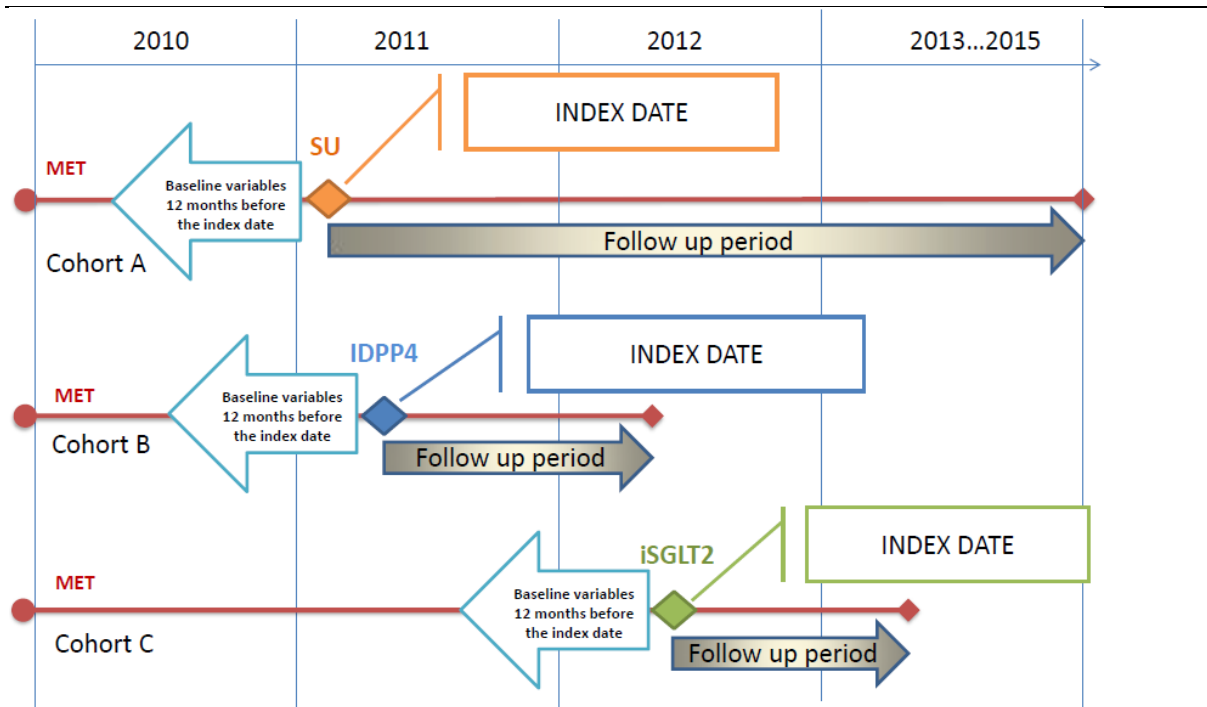 2010
2011
2012
2013...2015
INDEX DATE
SU
MET
Baseline variables
12 months before
the index date
Follow up period
Cohort A
INDEX DATE
IDPP4
MET
Baseline variables
12 months before
the index date
Cohort B
Follow up period
INDEX DATE
iSGLT2
MET
Baseline variables
12 months before
the index date
Cohort C
Follow up period